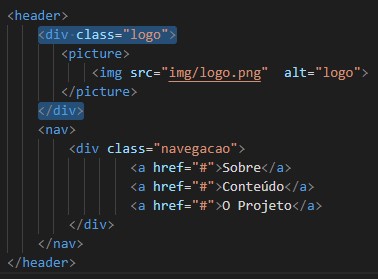 <header>
<div class="logo">
<picture>
<img src="img/logo.png"  alt="logo">
</picture>
</div>
<nav>
<div class="navegacao">
<a href="#">Sobre</a>
<a href="#">Conteúdo</a>
<a href="#">O Projeto</a>
</div>
</nav>
</header>